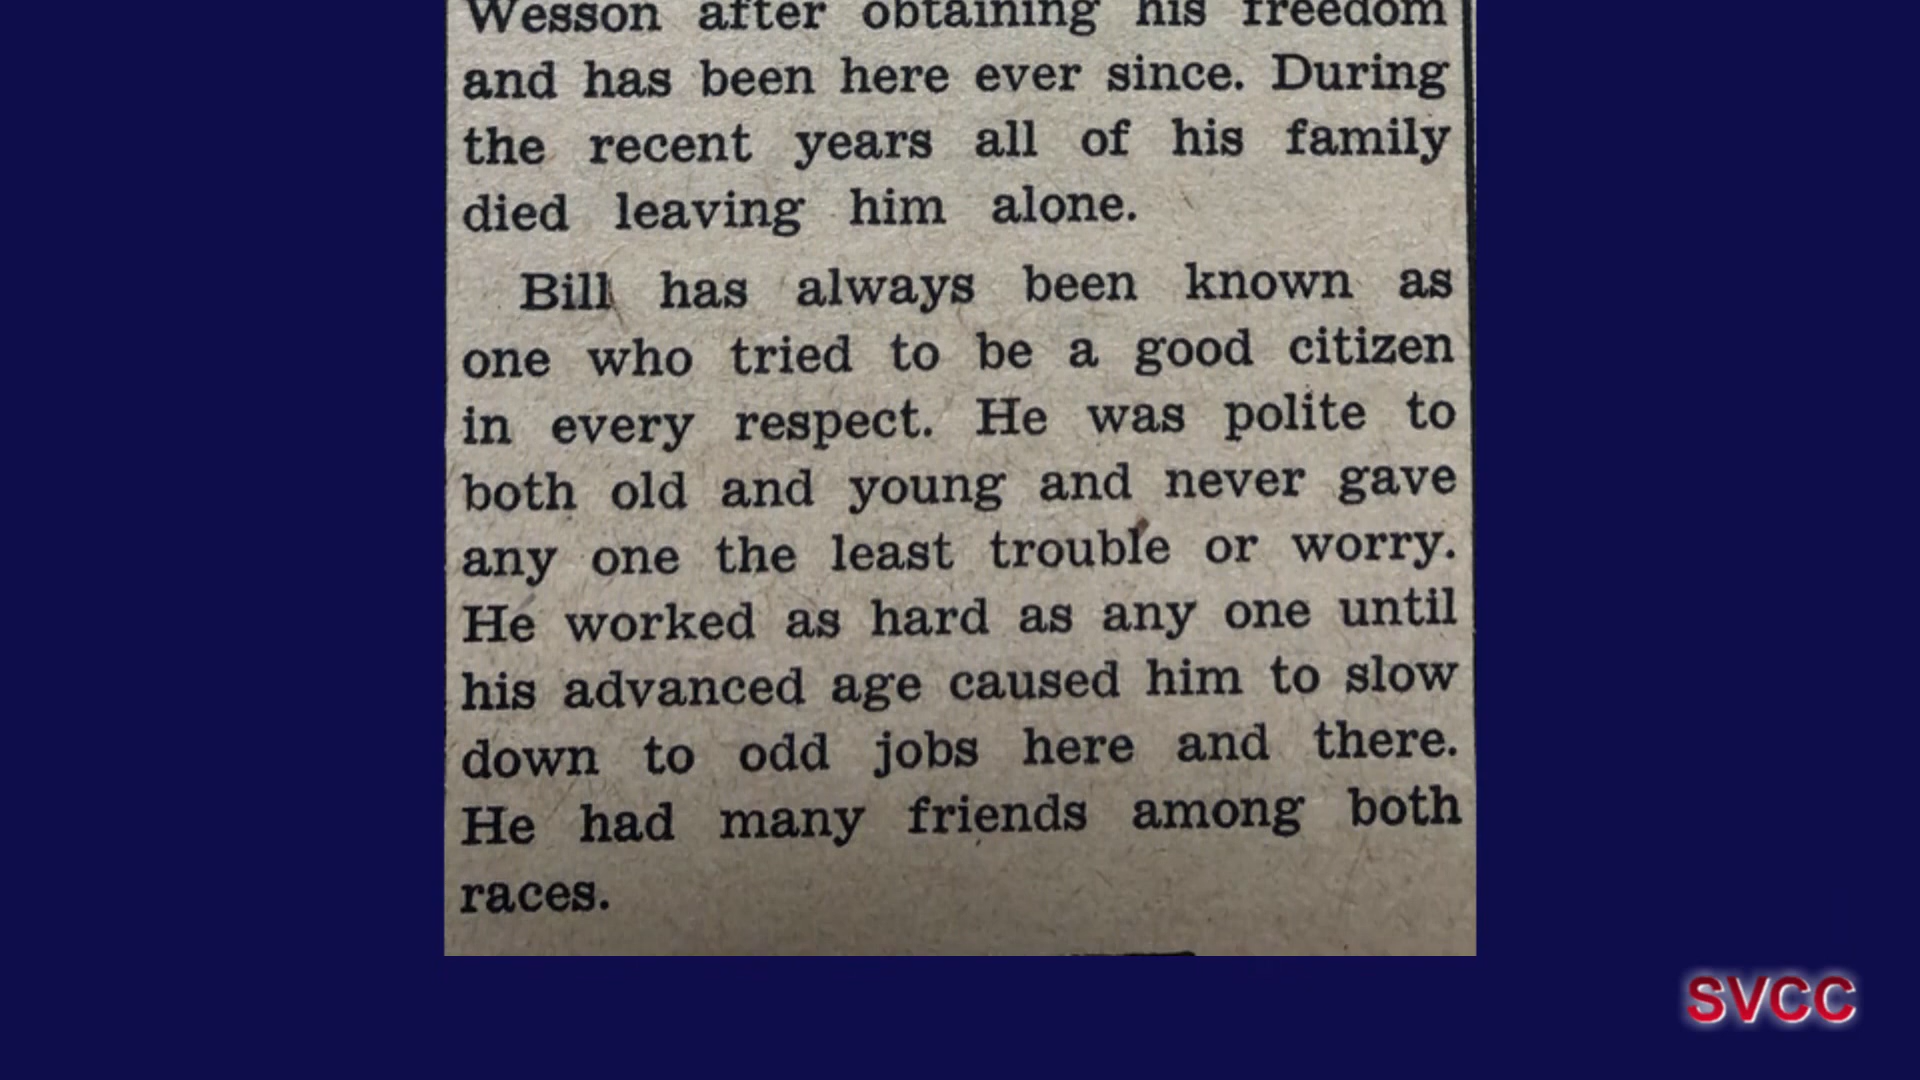 Wesson after obtaining his freedom
and has been here ever since. During
the recent years all of his family
died leaving him alone.
Bill has always been known as
one who tried to be a good citizen
in every respect. He was polite to
both old and young and never gave
any one the least trouble or worry.
He worked as hard as any one until
his advanced age caused him to slow
down to odd jobs here and there.
He had many friends among both
races.
SVCC